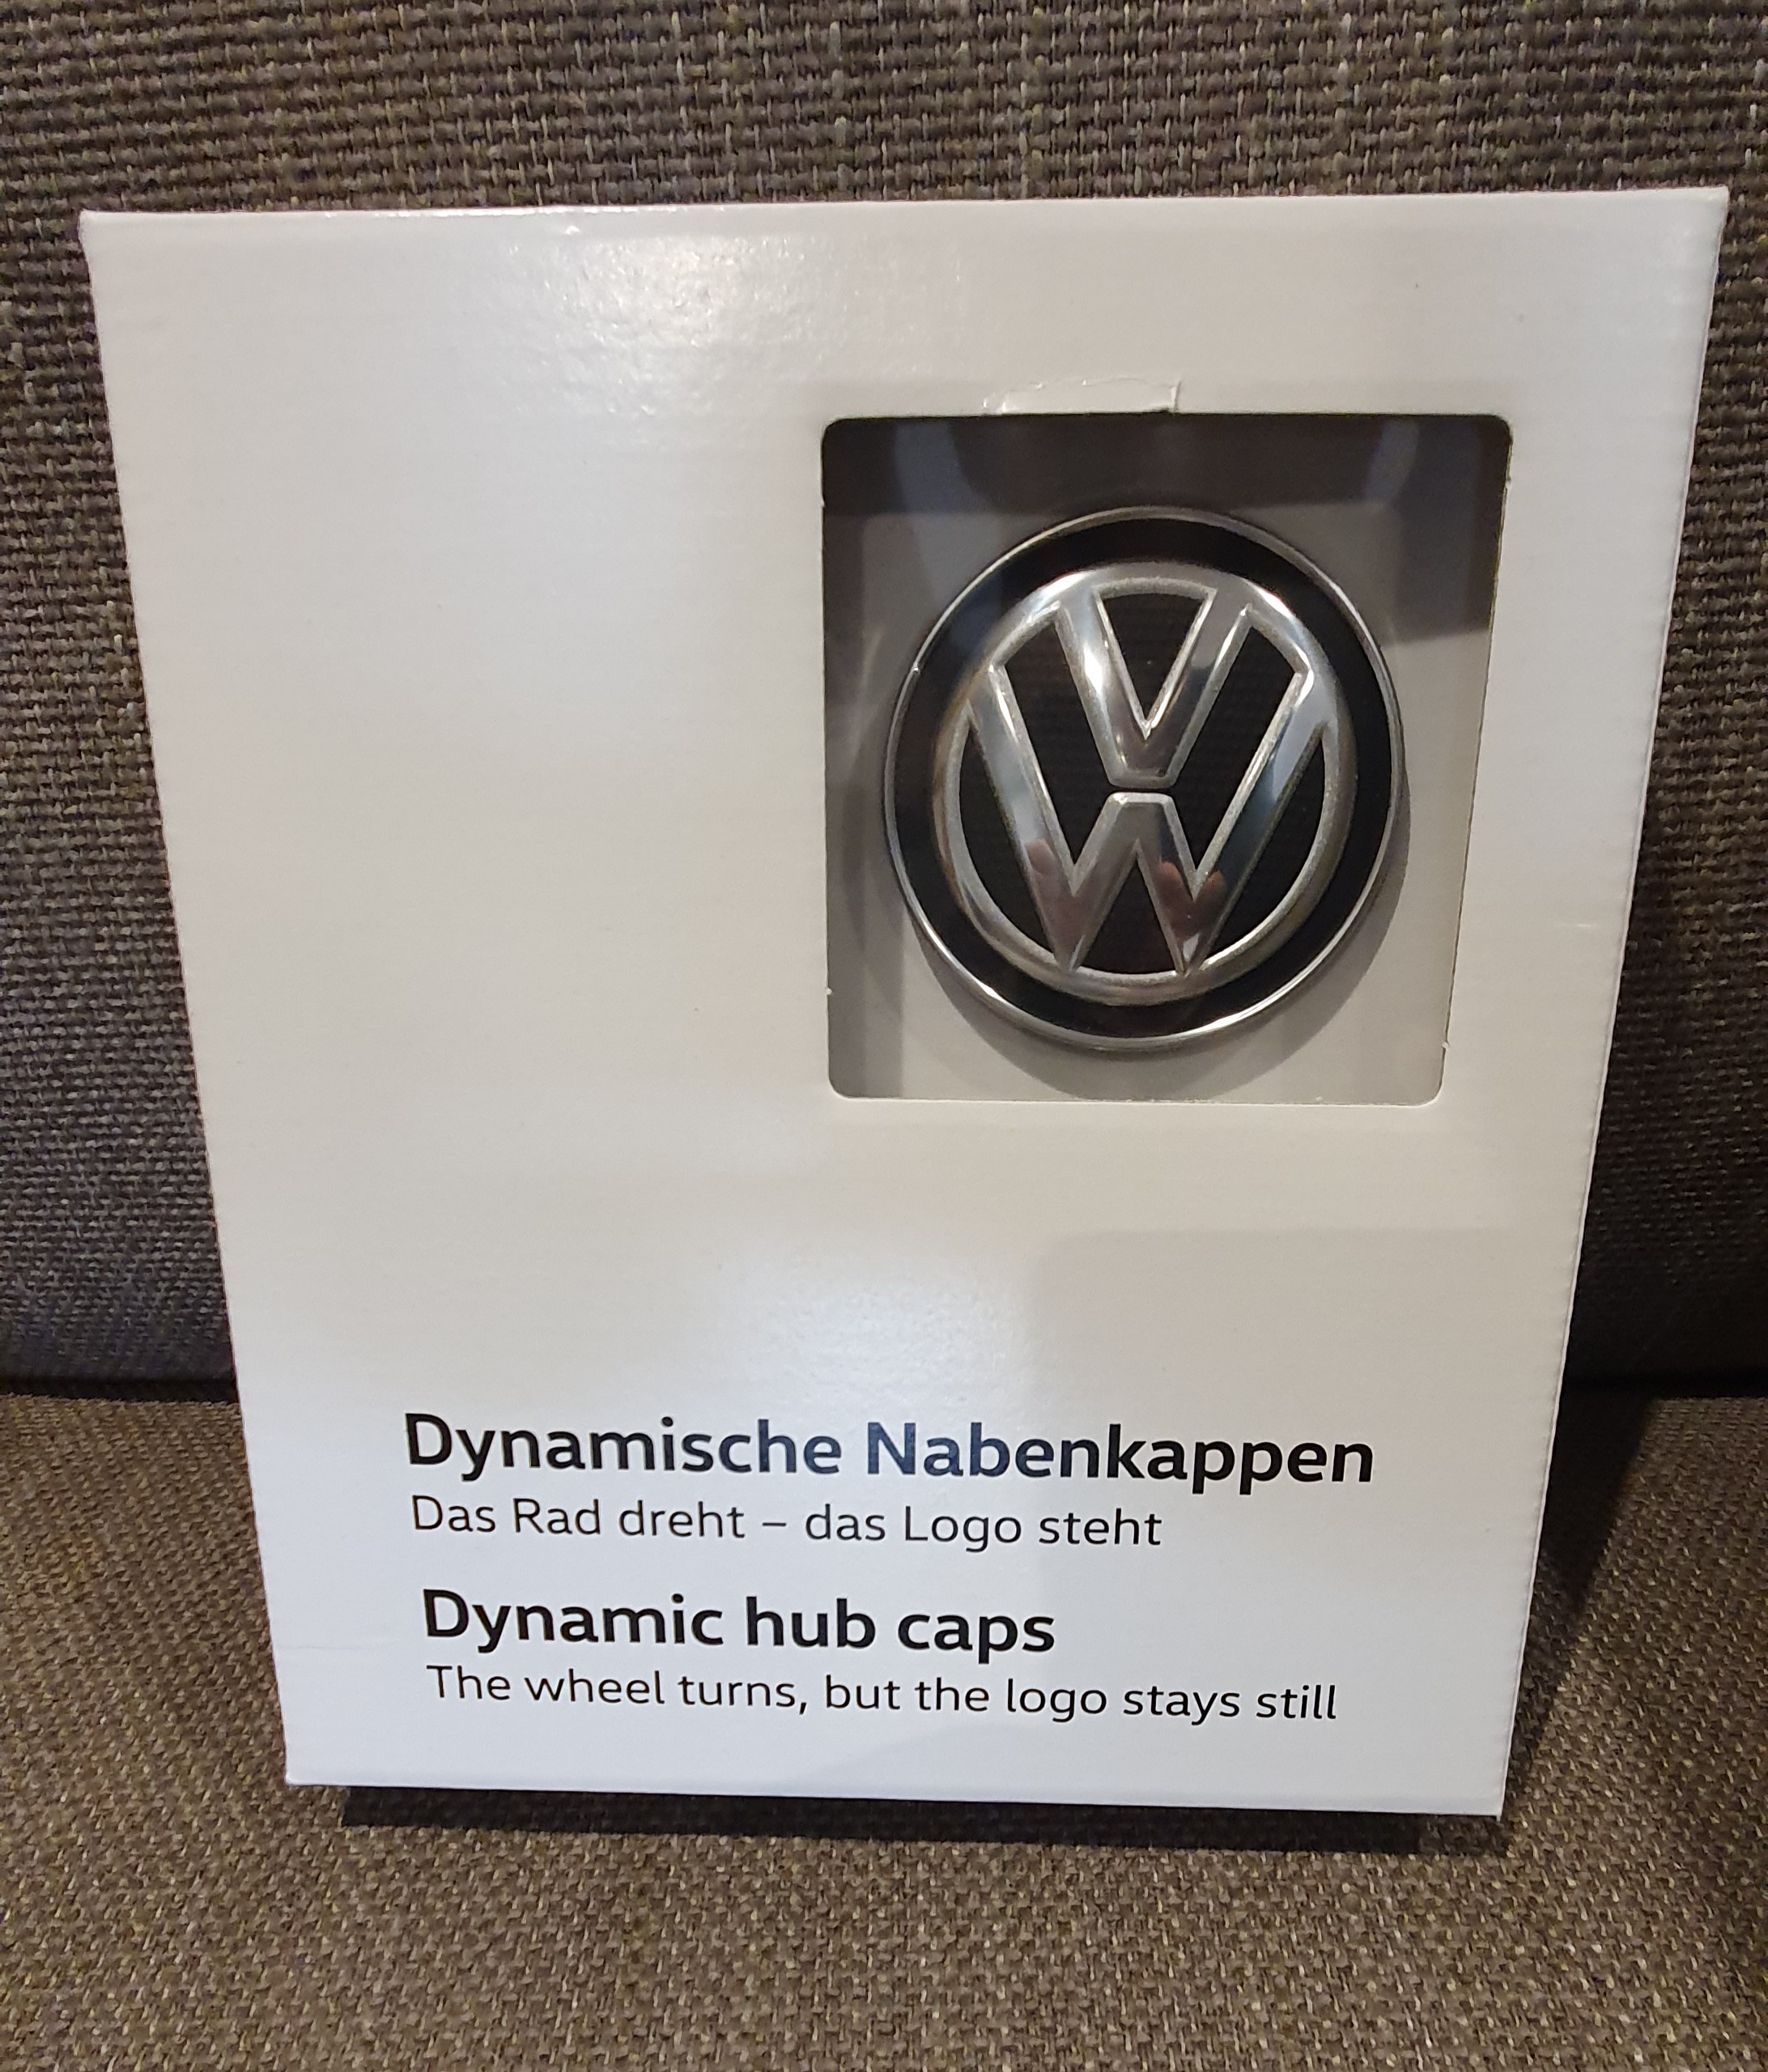 VW
Dynamische Nabenkappen
Das Rad dreht – das Logo steht
Dynamic hub caps
The wheel turns, but the logo stays still